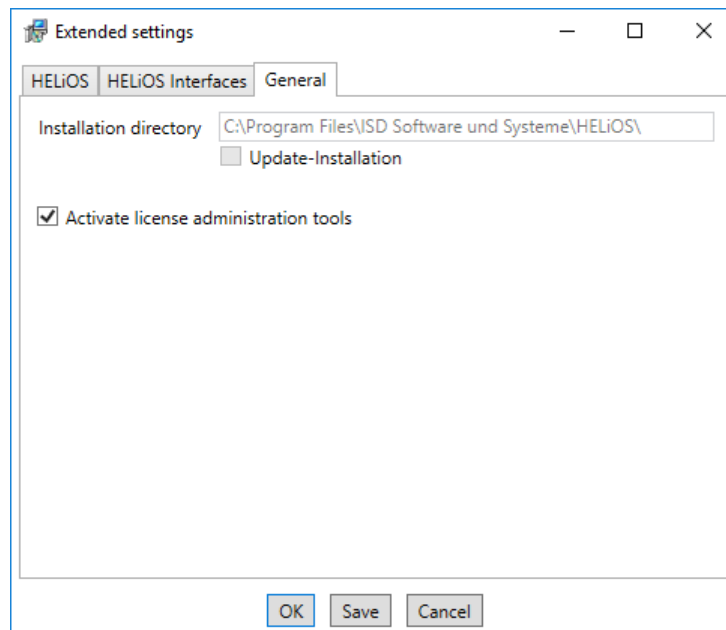 Extended settings
HELiOS HELiOS Interfaces General
Installation directory C:\Program Files\ISD Software und Systeme\HELiOS\
Update-Installation
Activate license administration tools
OK Save Cancel